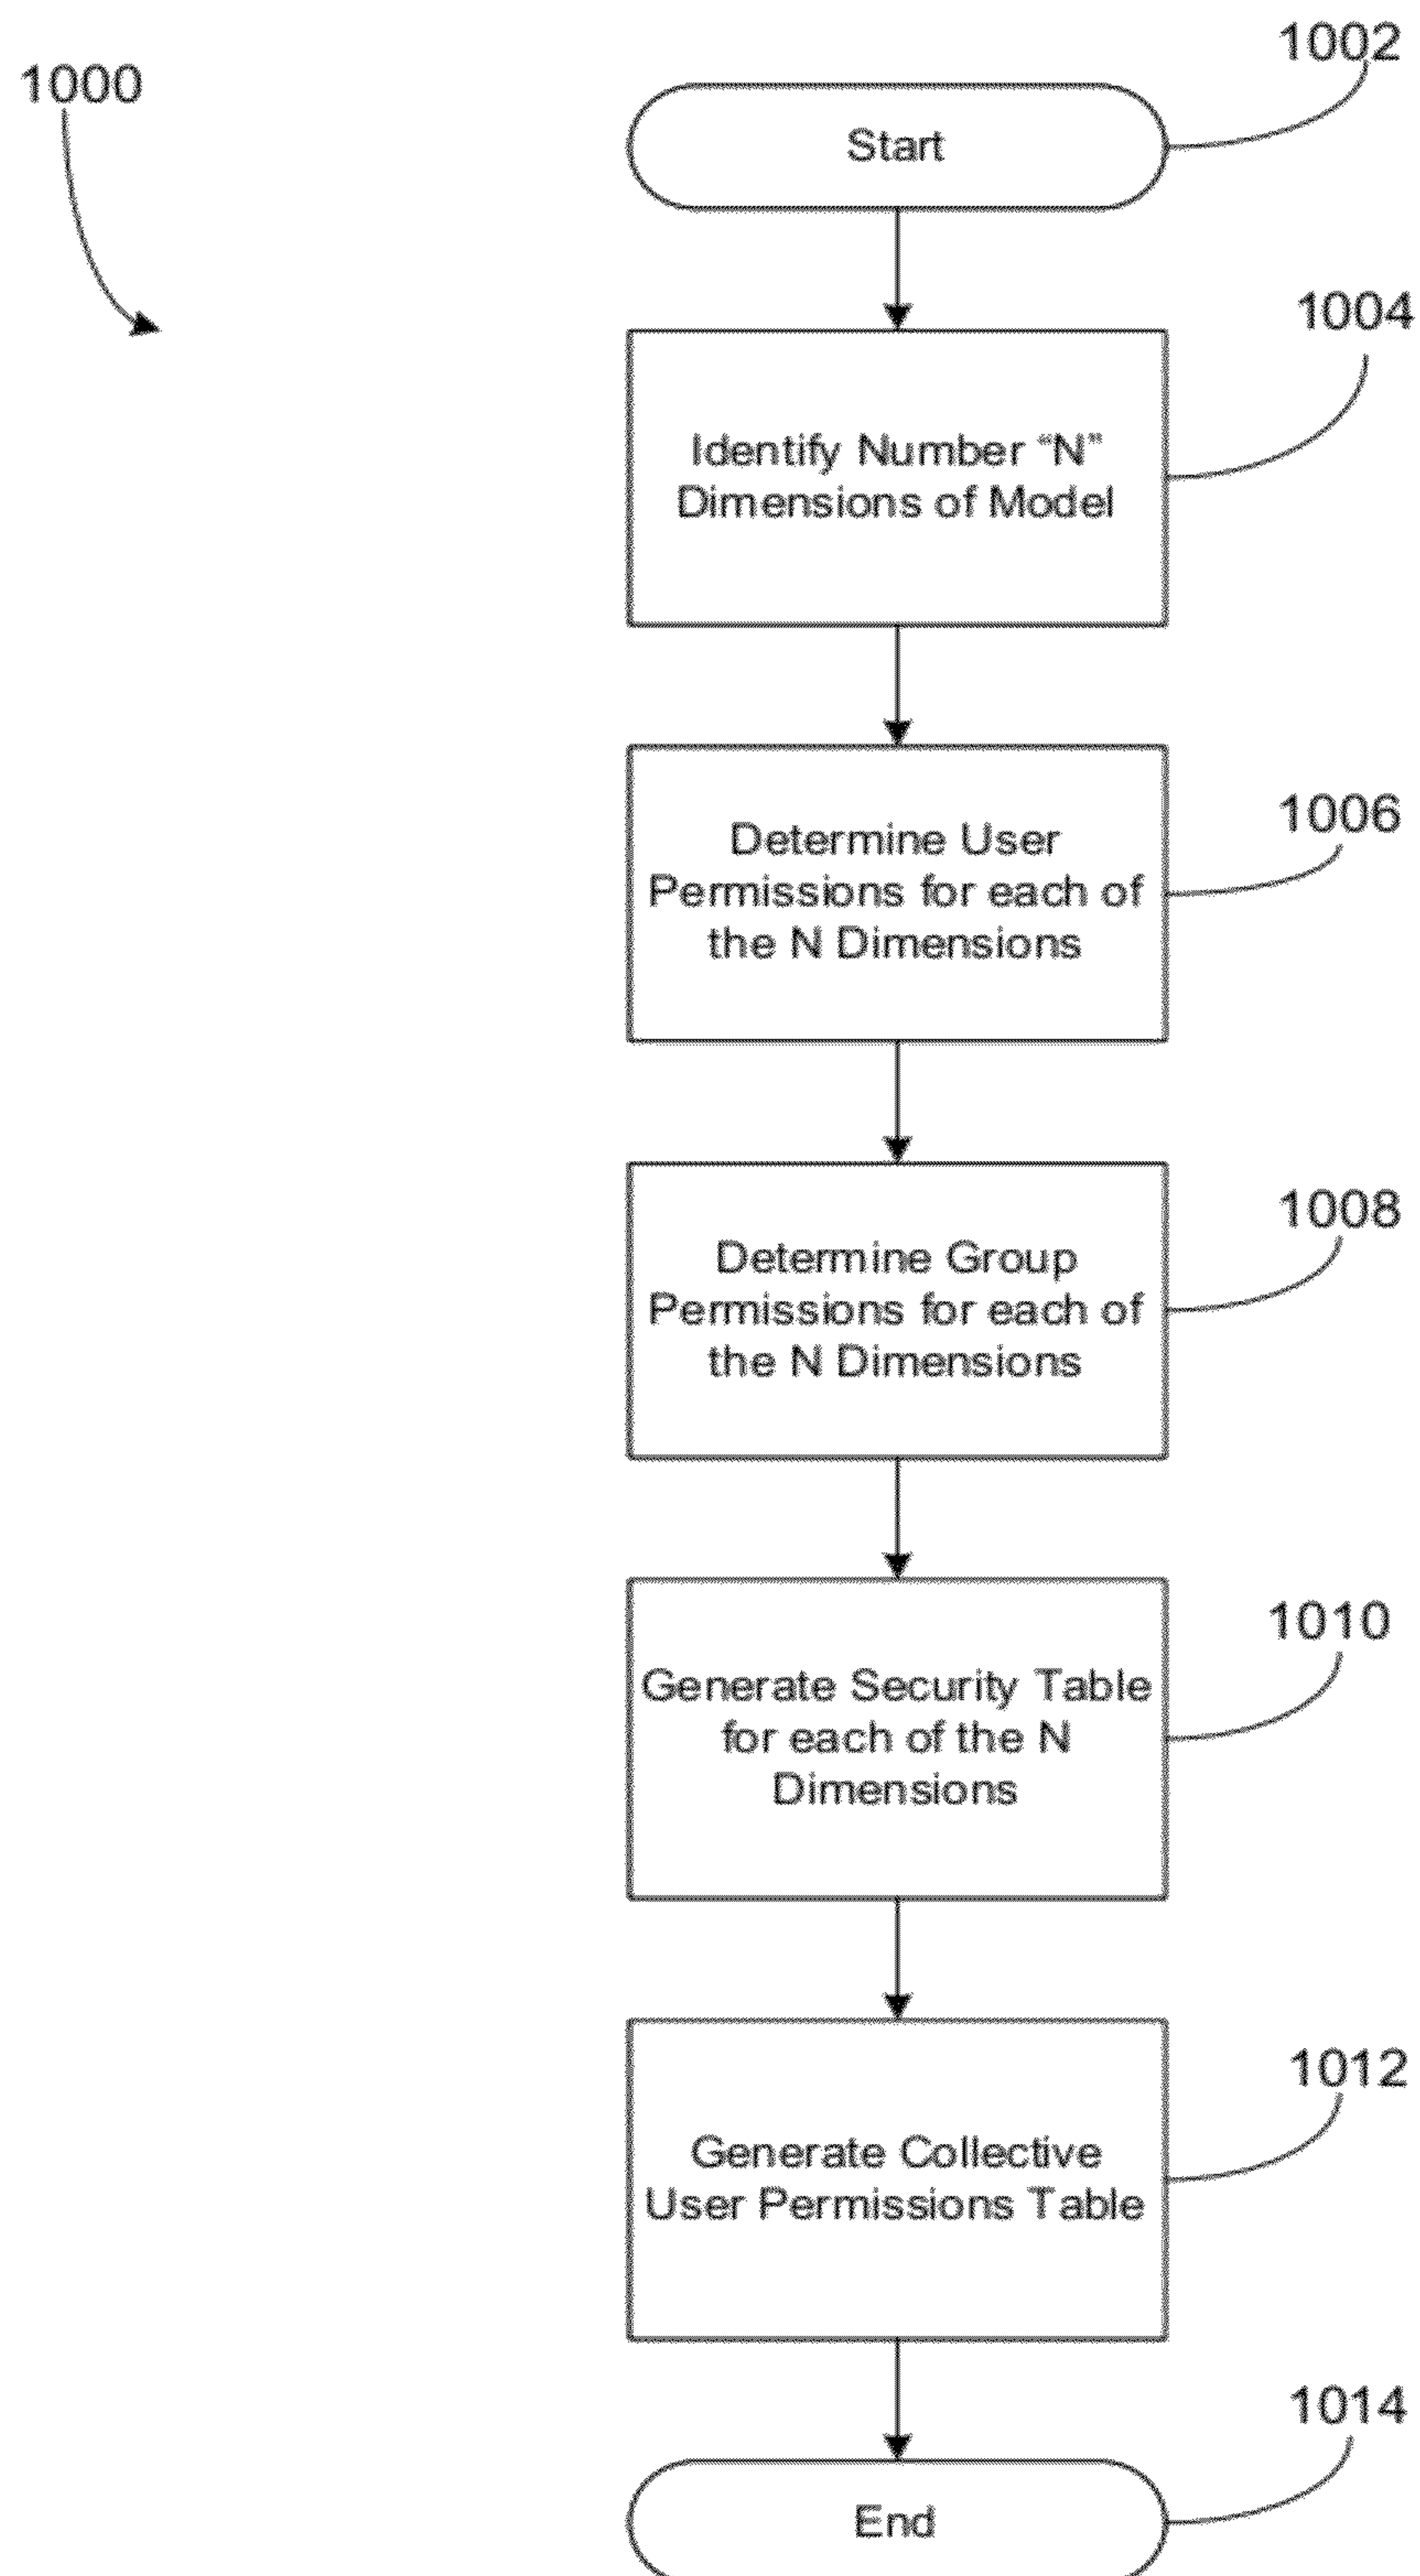 1000
1002
Start
1004
Identify Number “N”
Dimensions of Model
1006
Determine User
Permissions for each of
the N Dimensions
1008
Determine Group
Permissions for each of
the N Dimensions
1010
Generate Security Table
for each of the N
Dimensions
1012
Generate Collective
User Permissions Table
1014
End